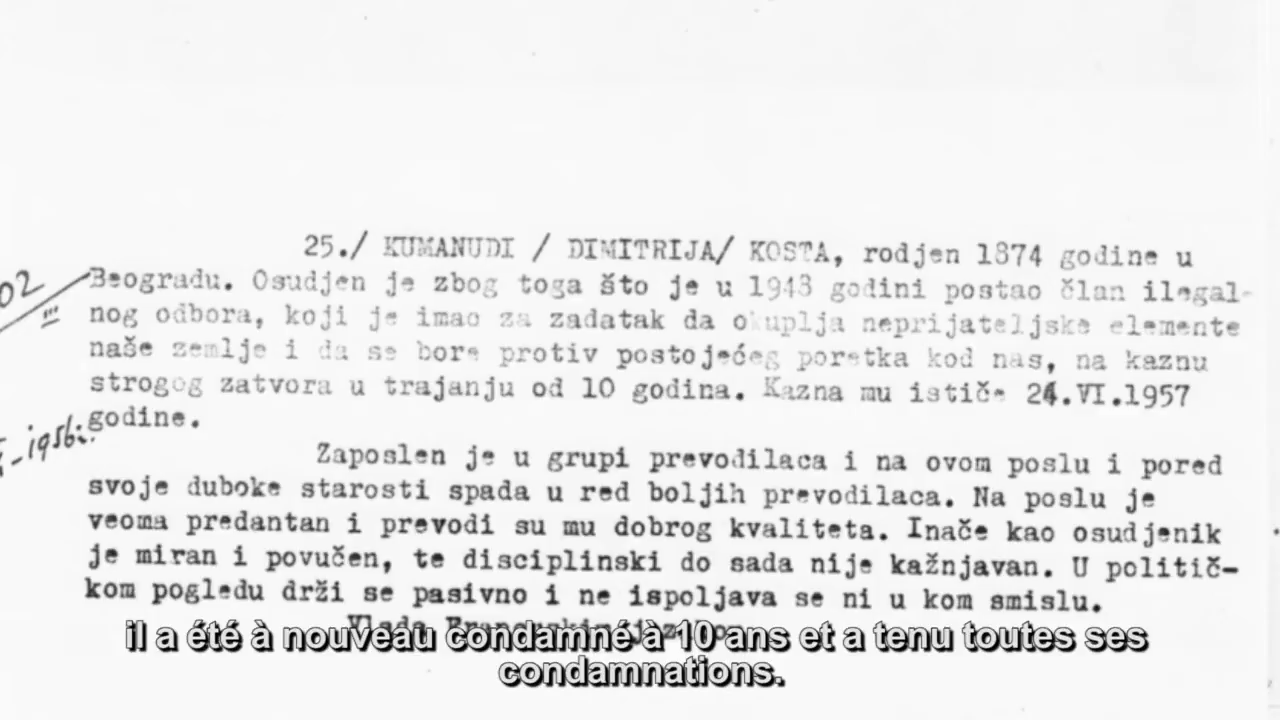 25./ KUMANUDI / DIMITRIJA/ KOSTA, rodjen 1874 godine u
02
Beogradu. Osudjen je zbog toga što je u 1943 godini postao član ilegal-
nog odbora, koji je imao za zadatak da okuplja neprijateljske elemente
naše zemlje i da se bore protiv postojećeg poretka kod nas, na kaznu
strogog zatvora u trajanju od 10 godina. Kazna mu ističe 24.VI.1957
godine.
1956
Zaposlen je u grupi prevodilaca i na ovom poslu i pored
svoje duboke starosti spada u red boljih prevodilaca. Na poslu je
veoma predantan i prevodi su mu dobrog kvaliteta. Inače kao osudjenik
je miran i povučen, te disciplinski do sada nije kažnjavan. U politič-
kom pogledu drži se pasivno i ne ispoljava se ni u kom smislu.
il a été à nouveau condamné à 10 ans et a tenu toutes ses
condamnations.